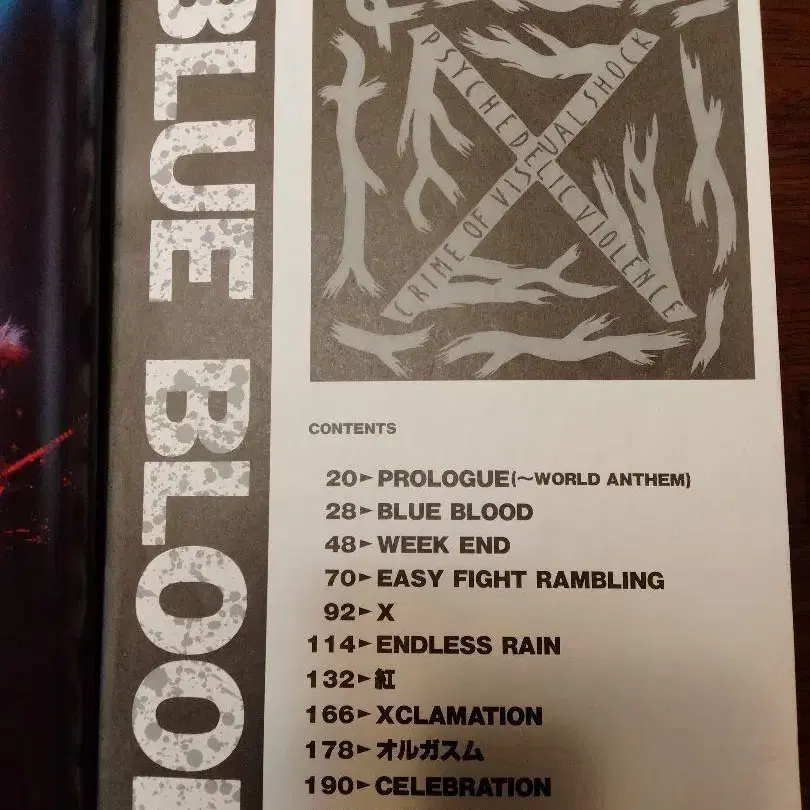 BLUE BLOOD
PSYCHEDELIC VIOLENCE
CRIME OF VISUAL SHOCK
CONTENTS
20►PROLOGUE(〜WORLD ANTHEM)
28►BLUE BLOOD
48►WEEK END
70►EASY FIGHT RAMBLING
92►X
114►ENDLESS RAIN
132►紅
166►XCLAMATION
178►オルガスム
190►CELEBRATION